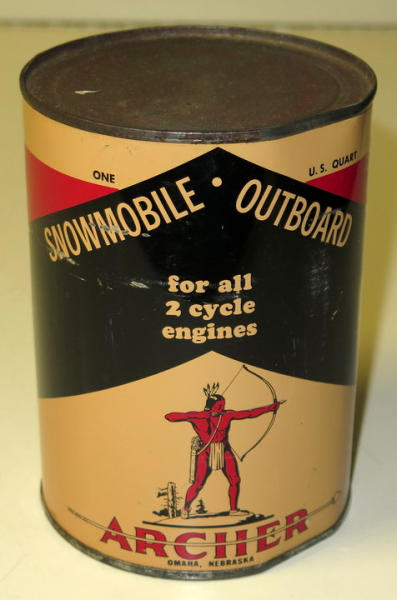 ONE U.S. QUART
SNOWMOBILE • OUTBOARD
for all
2 cycle
engines
ARCHER
OMAHA, NEBRASKA